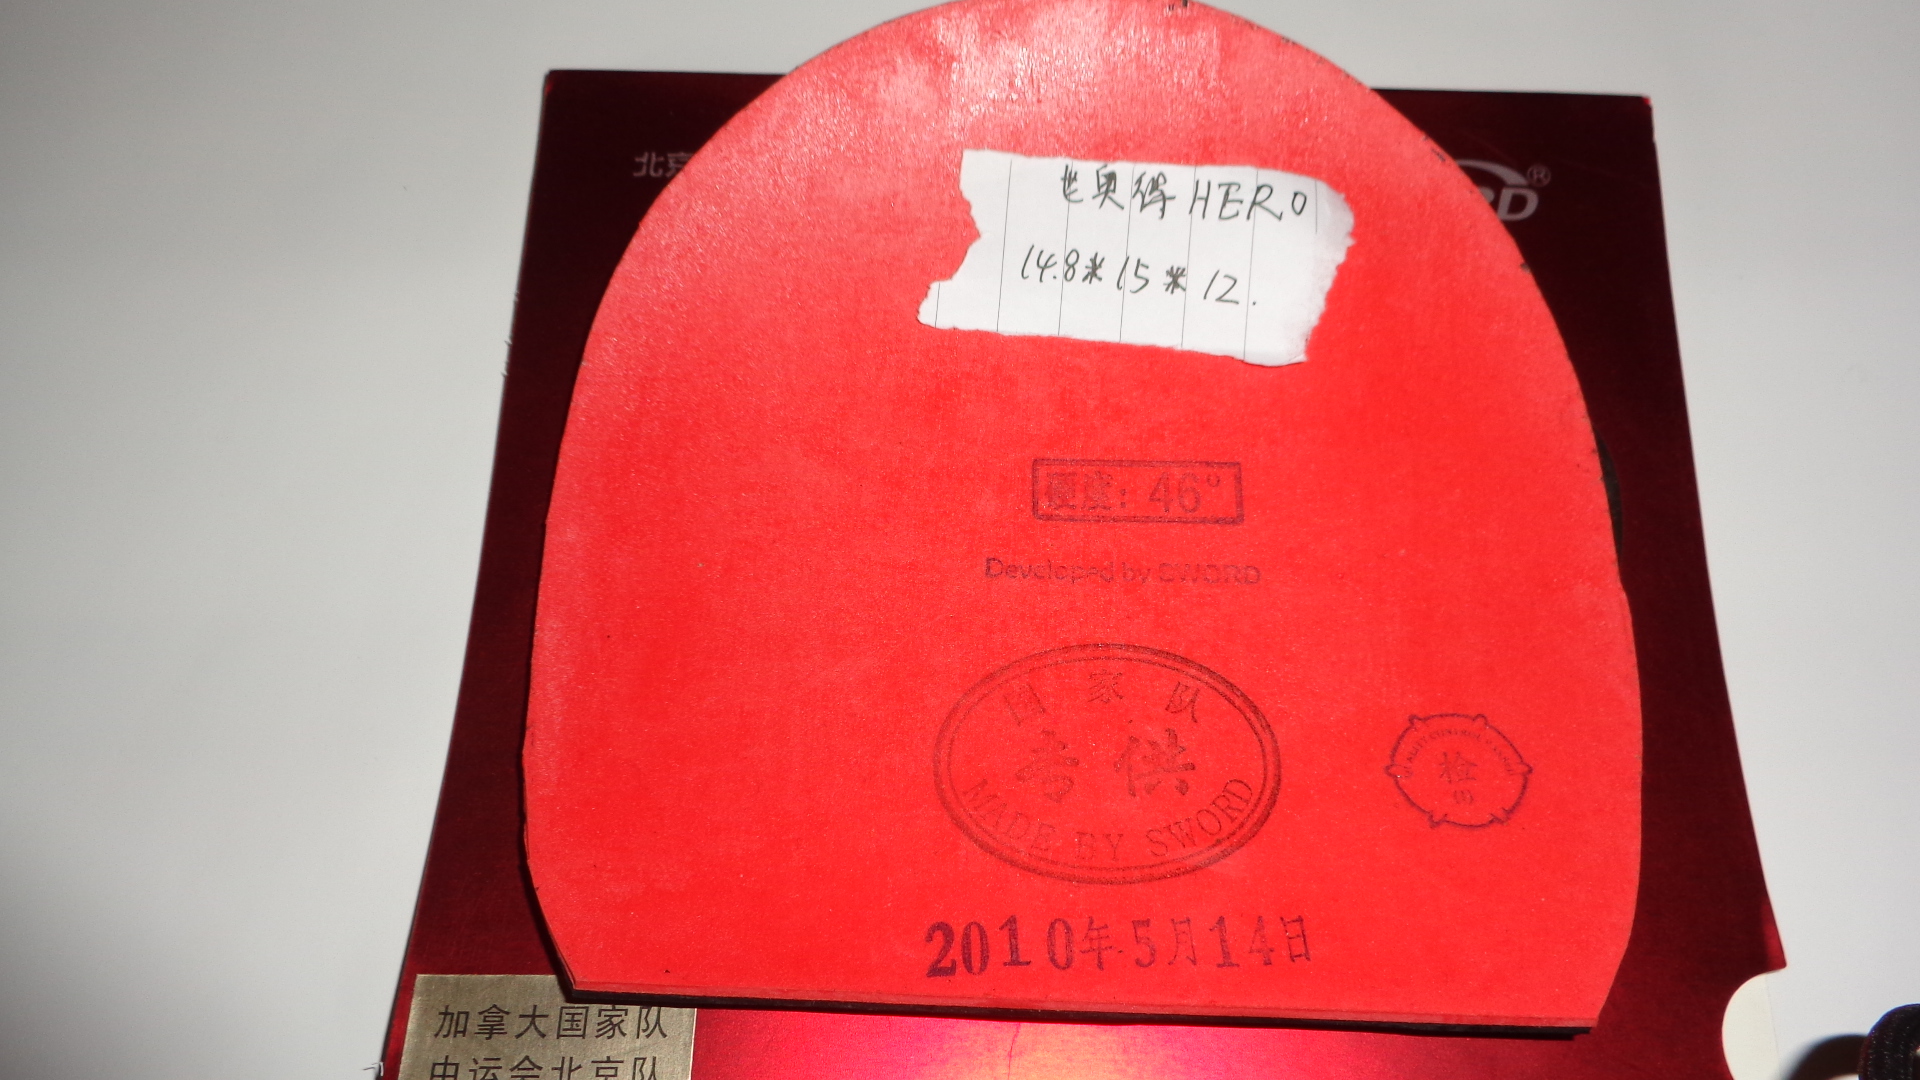 北京
RD®
世奥得 HERO
14.8*15*12.
硬度：46°
Developed by SWORD
国家队
专供
MADE BY SWORD
检
2010年5月14日
加拿大国家队
电运会北京队